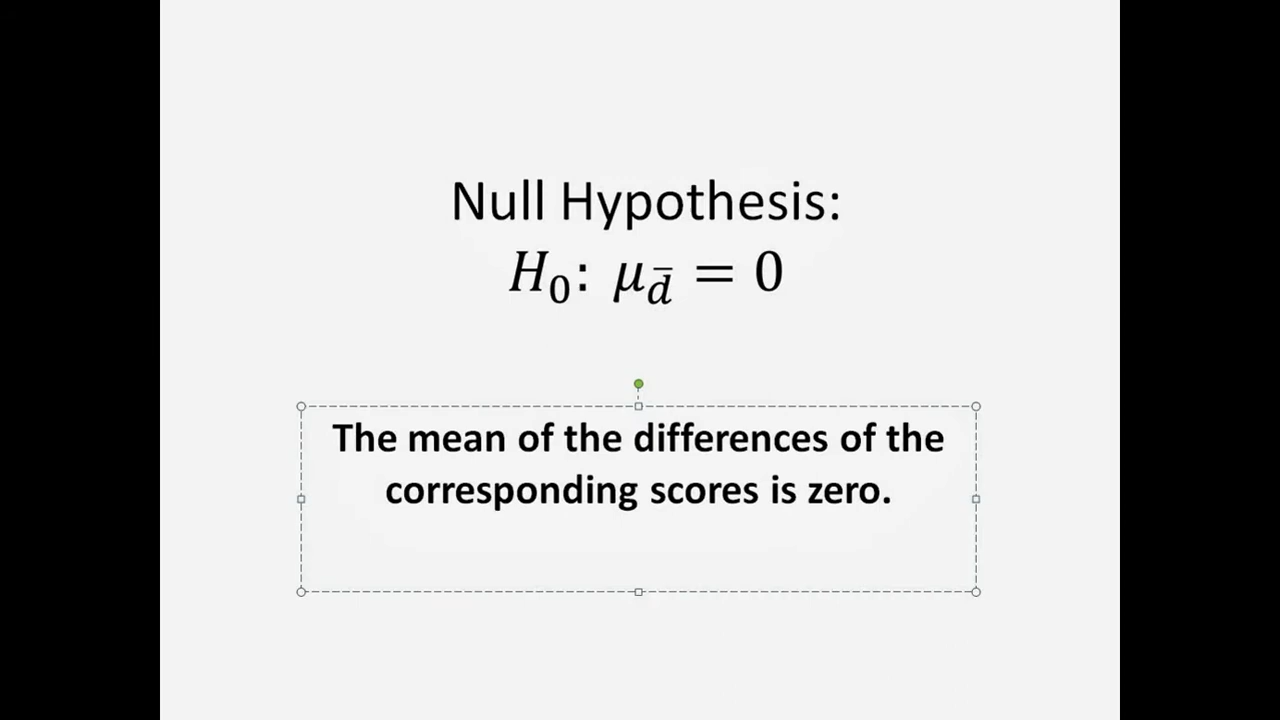 Null Hypothesis:
H₀: μ_d̄ = 0
The mean of the differences of the
corresponding scores is zero.